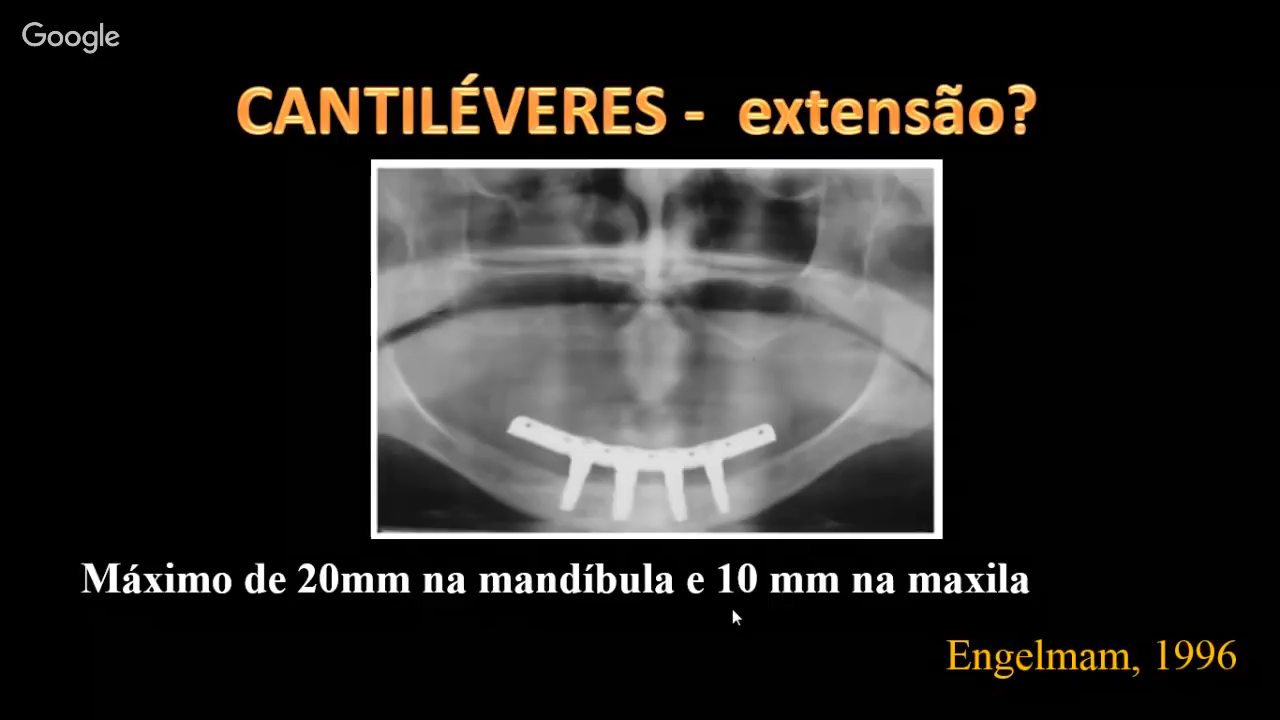 Google
CANTILÉVERES - extensão?
Máximo de 20mm na mandíbula e 10 mm na maxila
Engelmam, 1996